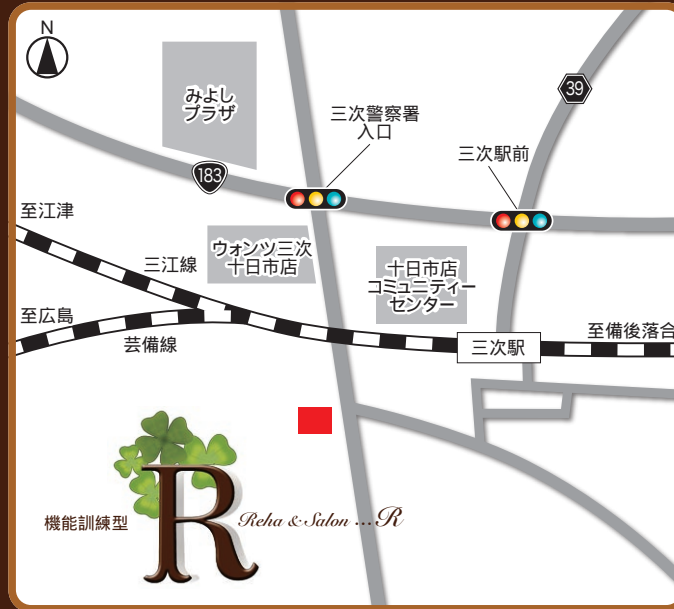 N
みよし
プラザ
三次警察署
入口
39
三次駅前
183
至江津
ウォンツ三次
十日市店
三江線
十日市店
コミュニティー
センター
至広島
芸備線
三次駅
至備後落合
機能訓練型
R
Reha & Salon ...R